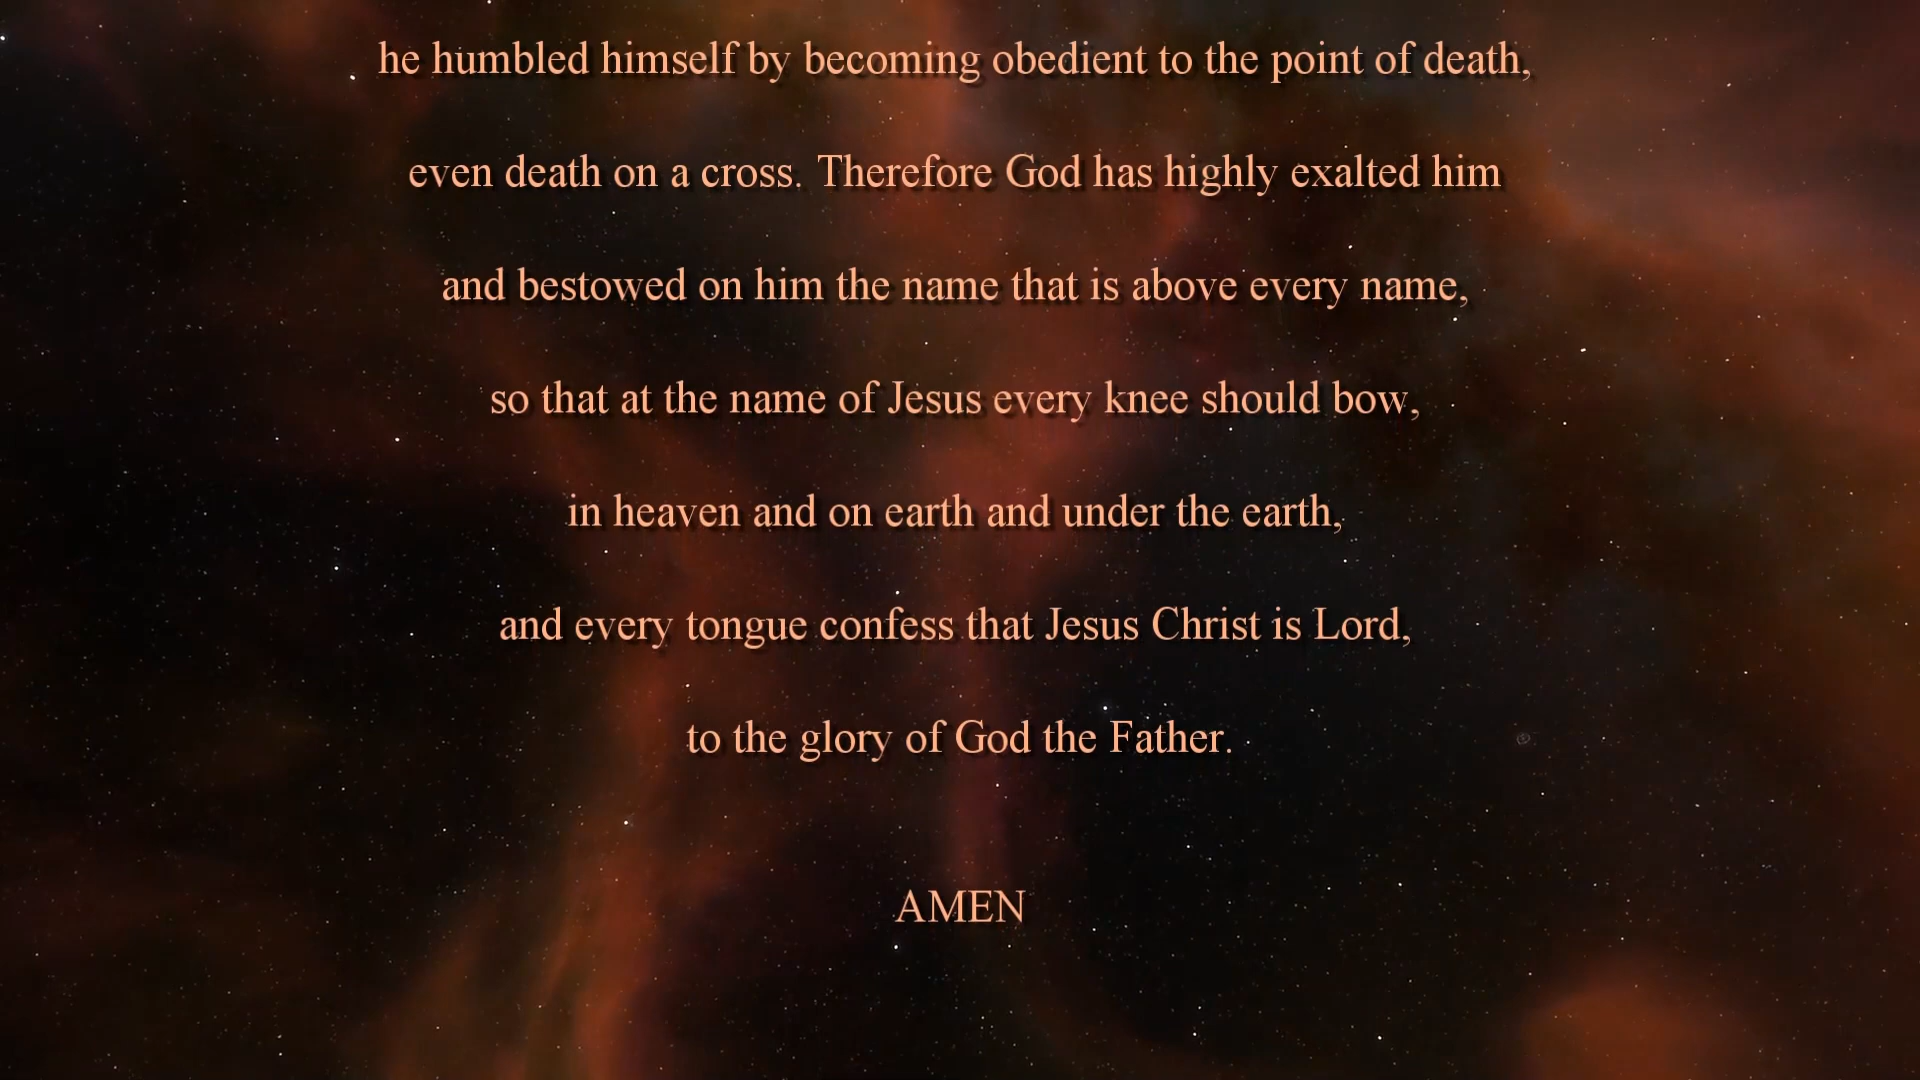 he humbled himself by becoming obedient to the point of death,
even death on a cross. Therefore God has highly exalted him
and bestowed on him the name that is above every name,
so that at the name of Jesus every knee should bow,
in heaven and on earth and under the earth,
and every tongue confess that Jesus Christ is Lord,
to the glory of God the Father.
AMEN